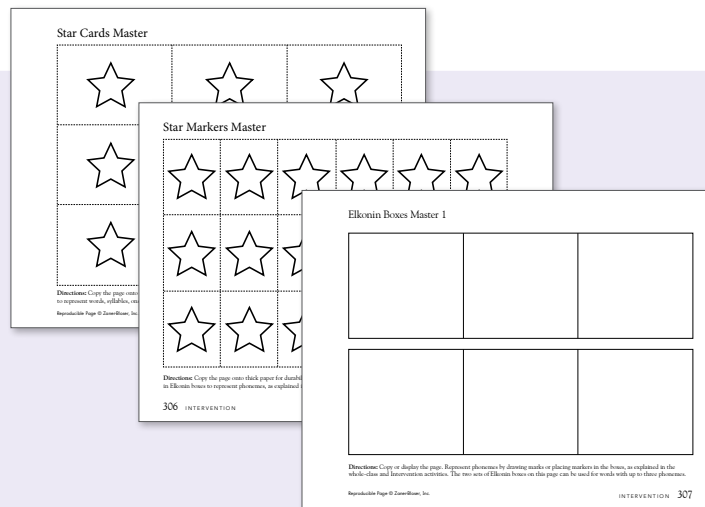 Star Cards Master
Directions: Copy the page onto
to represent words, syllables,
Reproducible Page © Zaner-Bloser, Inc.
Star Markers Master
Directions: Copy the page onto thick paper for
in Elkonin boxes to represent phonemes, as explained
306 INTERVENTION
Elkonin Boxes Master 1
Directions: Copy or display the page. Represent phonemes by drawing marks or placing markers in the boxes, as explained in the
whole-class and Intervention activities. The two sets of Elkonin boxes on this page can be used for words with up to three phonemes.
Reproducible Page © Zaner-Bloser, Inc.
INTERVENTION 307